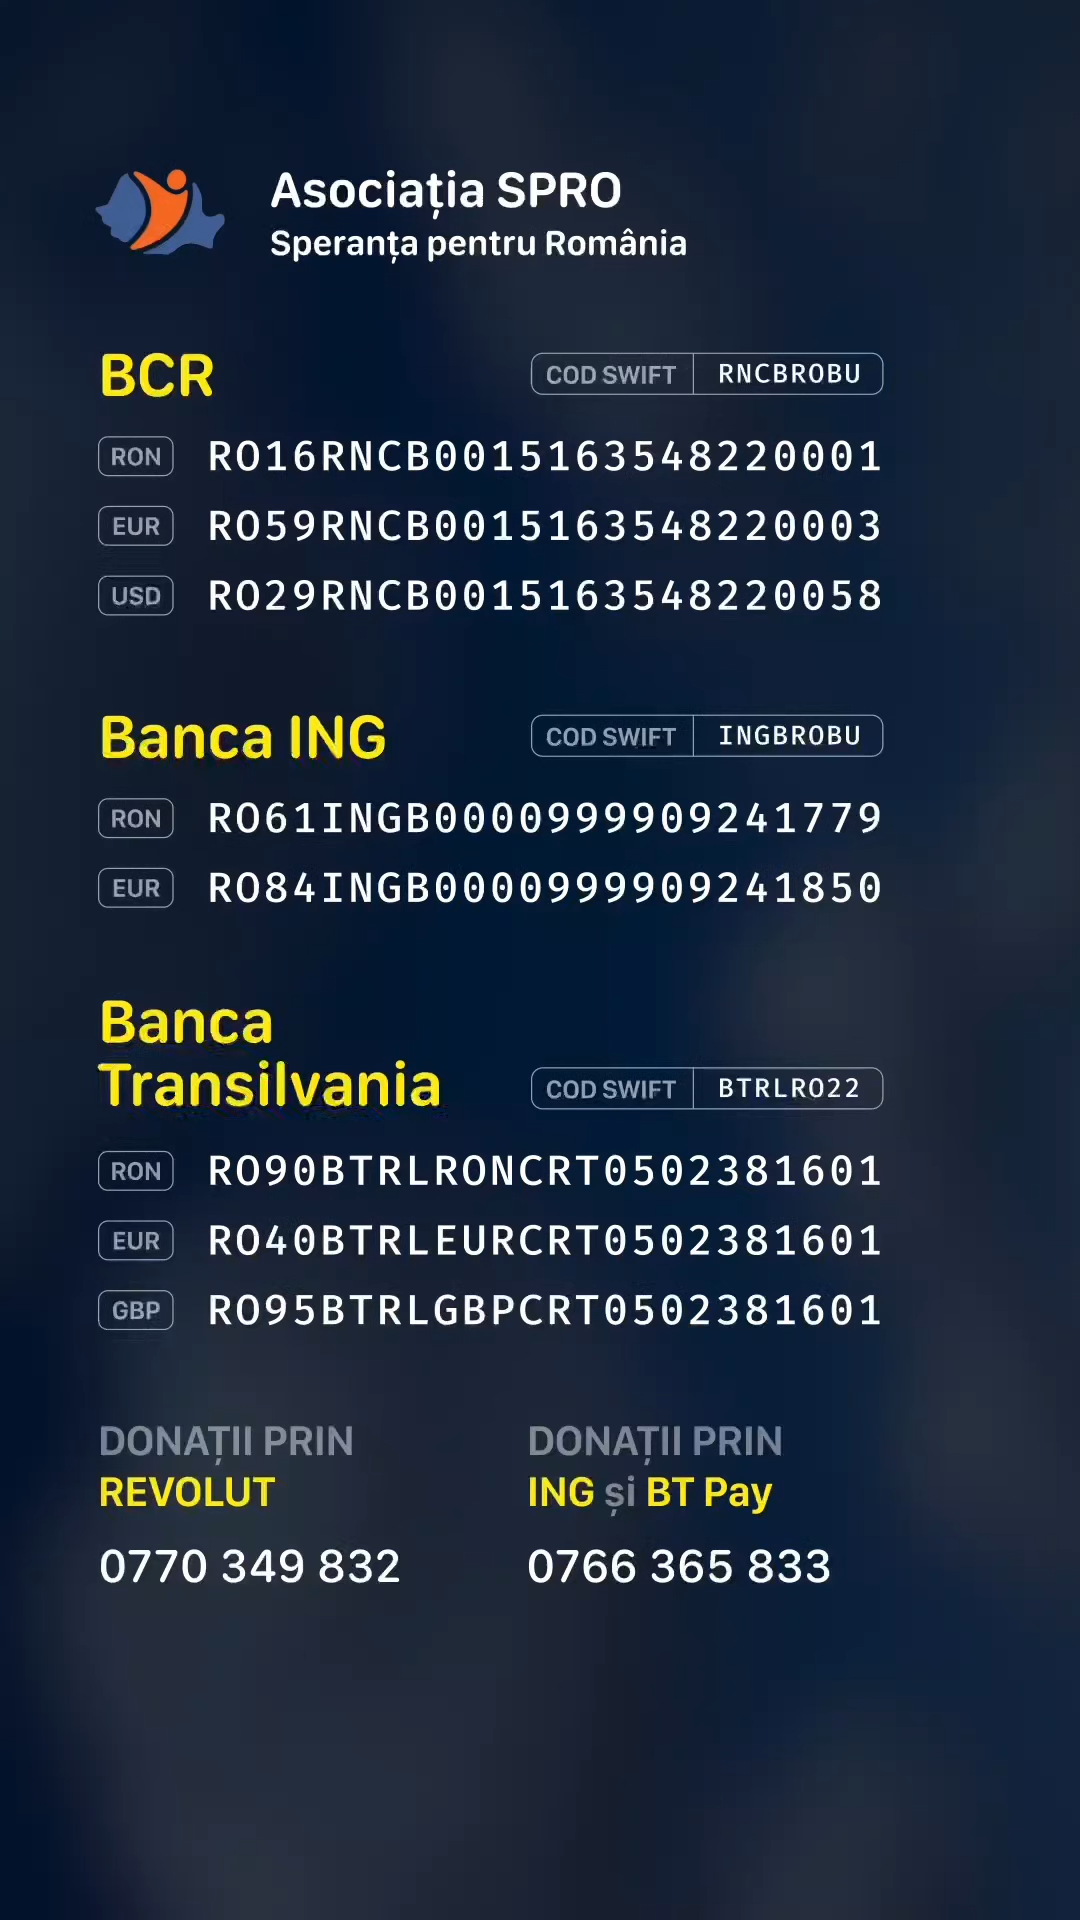 Asociația SPRO
Speranța pentru România
BCR
COD SWIFT RNCBROBU
RON RO16RNCB0015163548220001
EUR RO59RNCB0015163548220003
USD RO29RNCB0015163548220058
Banca ING
COD SWIFT INGBROBU
RON RO61INGB0000999909241779
EUR RO84INGB0000999909241850
Banca
Transilvania
COD SWIFT BTRLRO22
RON RO90BTRLRONCRT0502381601
EUR RO40BTRLEURCRT0502381601
GBP RO95BTRLGBPCRT0502381601
DONAȚII PRIN
REVOLUT
0770 349 832
DONAȚII PRIN
ING și BT Pay
0766 365 833